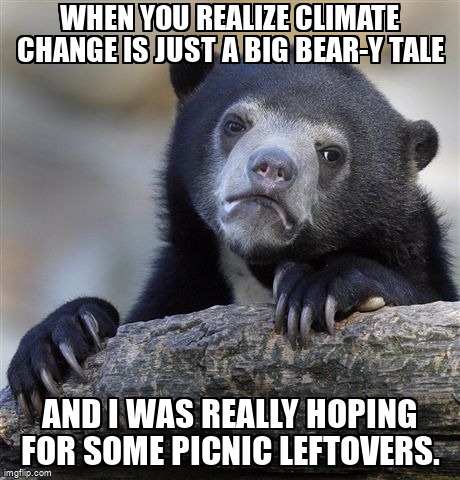 WHEN YOU REALIZE CLIMATE
CHANGE IS JUST A BIG BEAR-Y TALE
AND I WAS REALLY HOPING
FOR SOME PICNIC LEFTOVERS.
imgflip.com